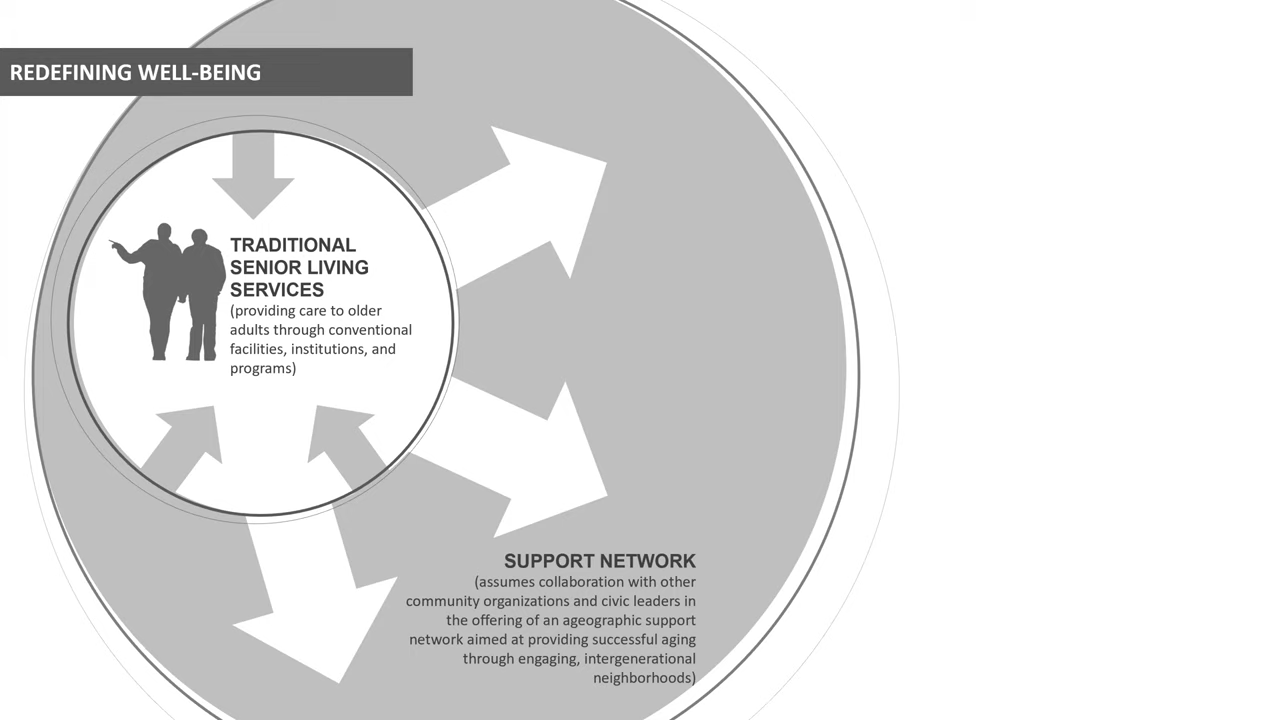 REDEFINING WELL-BEING
TRADITIONAL
SENIOR LIVING
SERVICES
(providing care to older
adults through conventional
facilities, institutions, and
programs)
SUPPORT NETWORK
(assumes collaboration with other
community organizations and civic leaders in
the offering of an ageographic support
network aimed at providing successful aging
through engaging, intergenerational
neighborhoods)